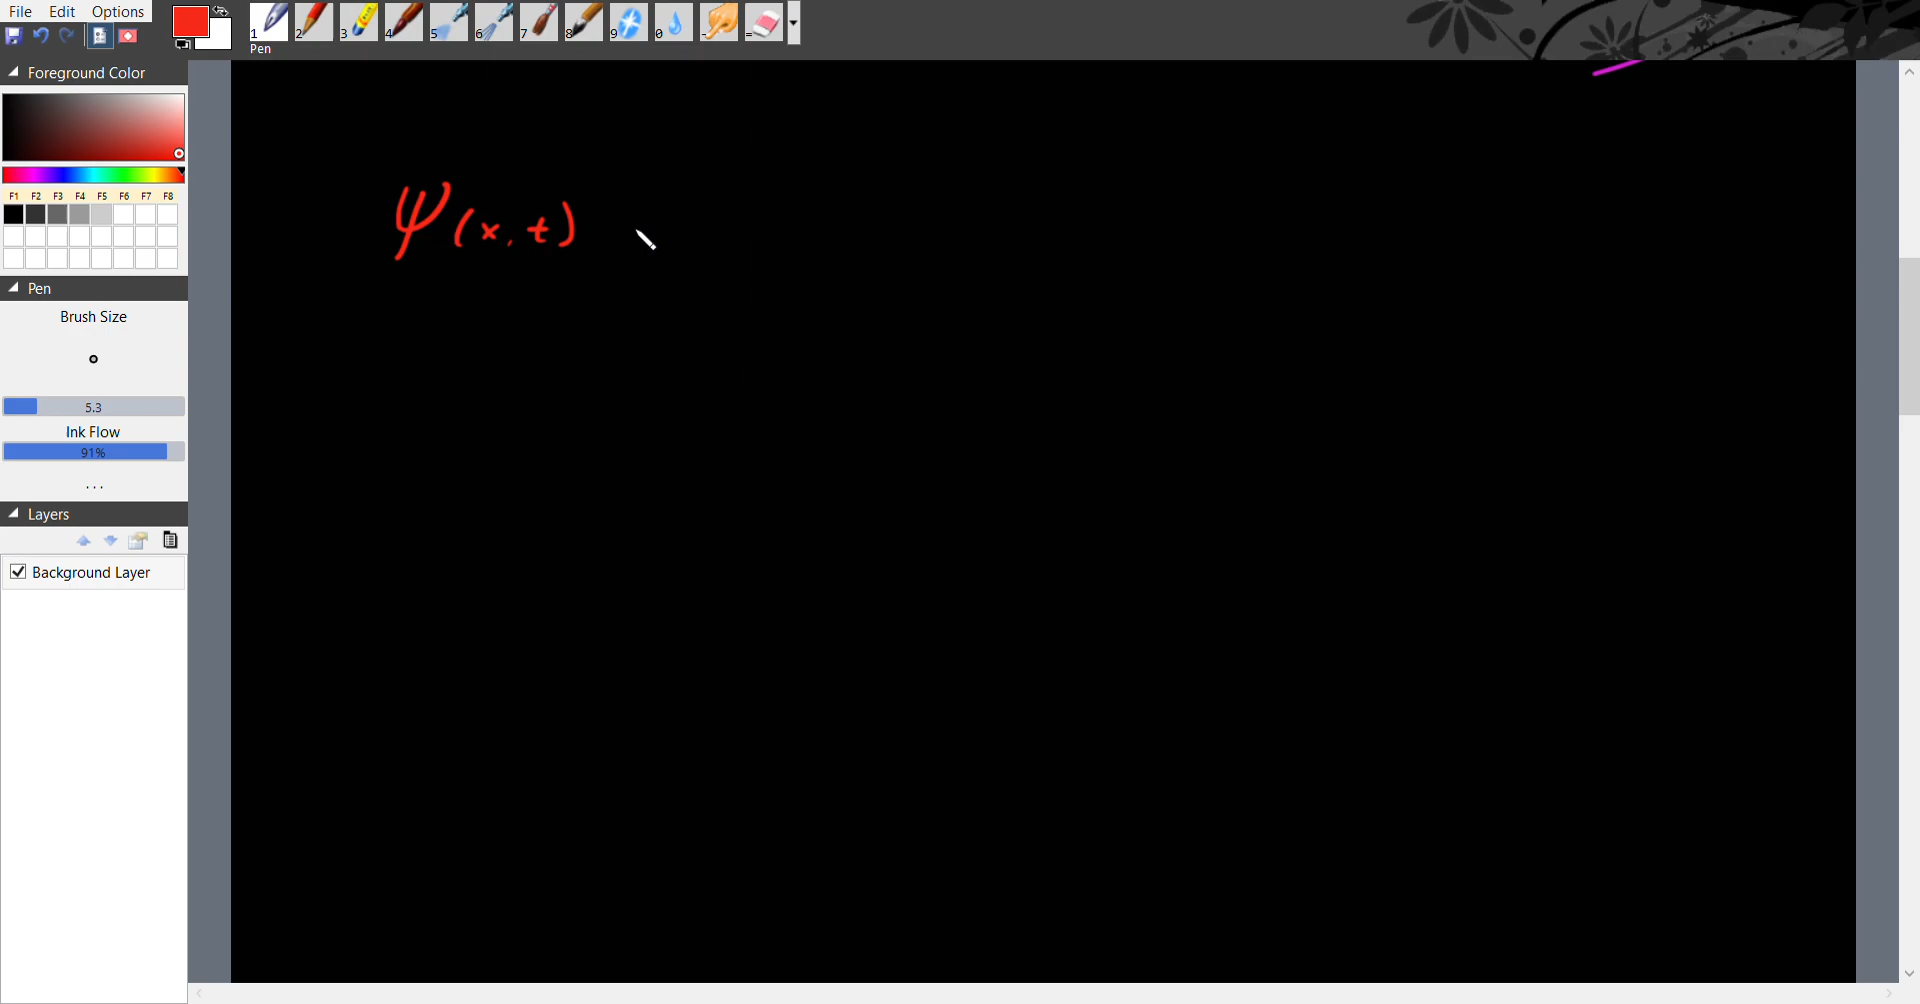 File Edit Options
1 2 3 4 5 6 7 8 9 0 - =
Pen
Foreground Color
F1 F2 F3 F4 F5 F6 F7 F8
Pen
Brush Size
5.3
Ink Flow
91%
...
Layers
Background Layer
ψ(x,t)